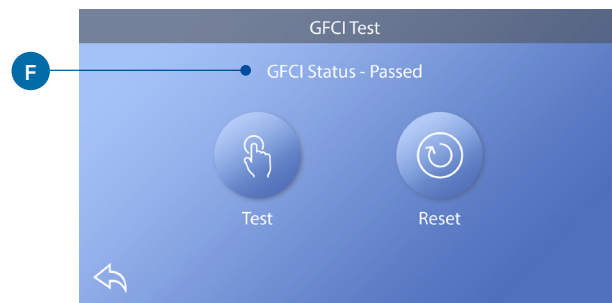 GFCI Test
F
GFCI Status - Passed
Test
Reset